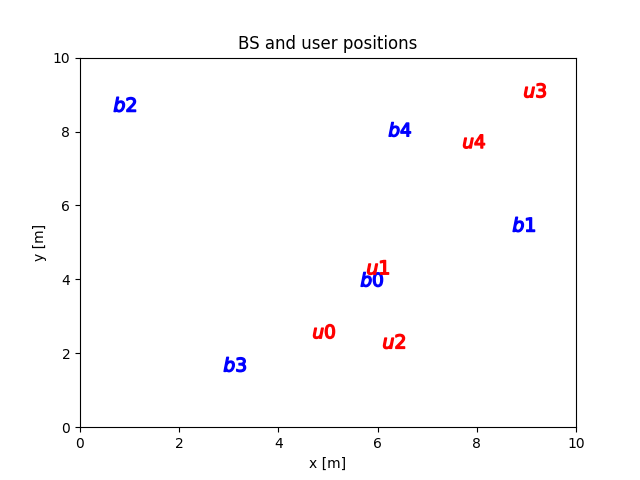 BS and user positions
10
u3
b2
b4
8
u4
6
b1
y [m]
u1
4
b0
u0
u2
2
b3
0
0 2 4 6 8 10
x [m]